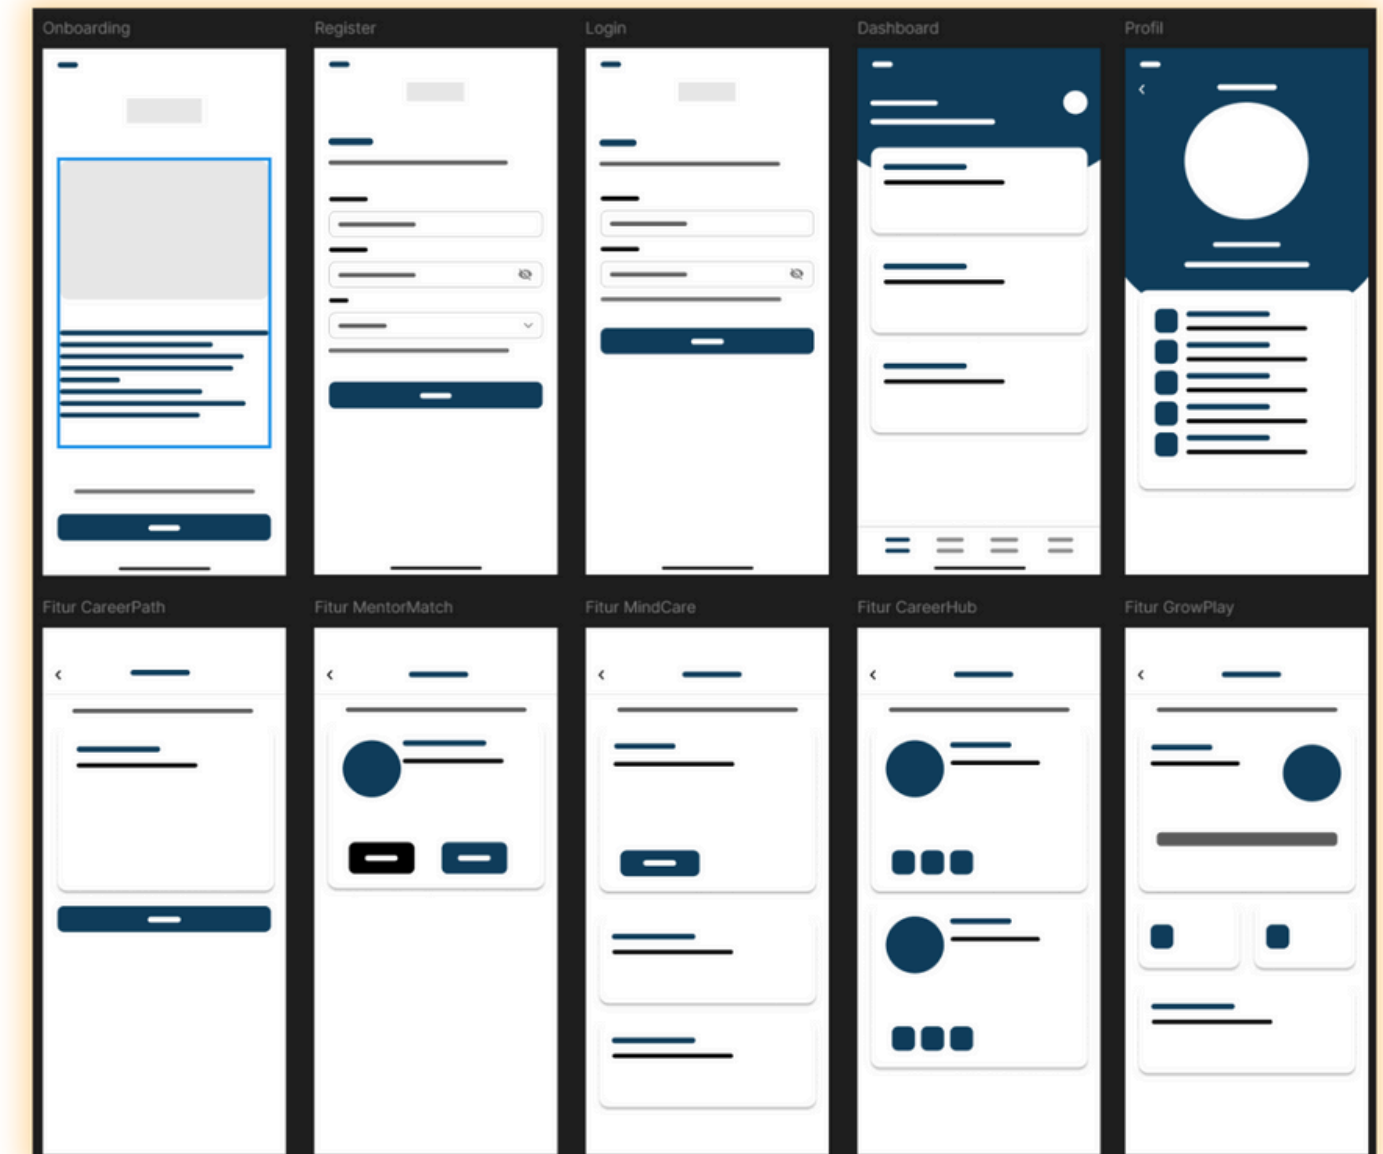 Onboarding
Register
Login
Dashboard
Profil
Fitur CareerPath
Fitur MentorMatch
Fitur MindCare
Fitur CareerHub
Fitur GrowPlay